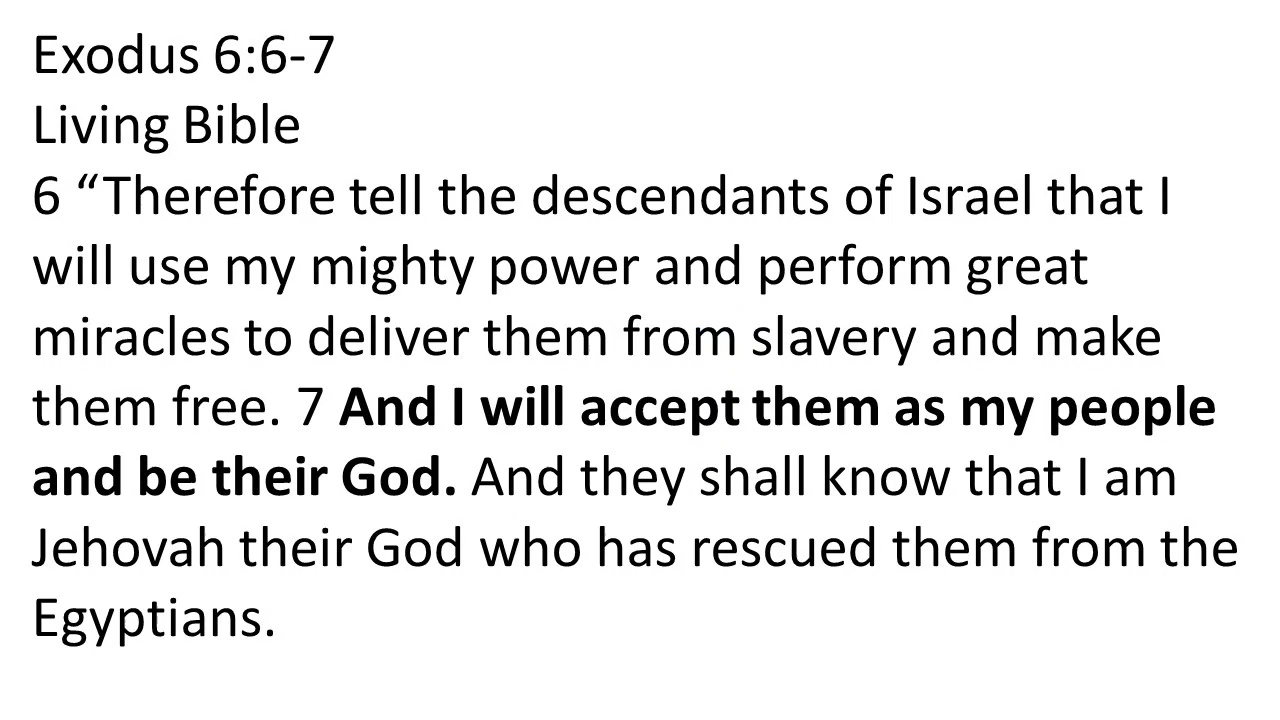 Exodus 6:6-7
Living Bible
6 “Therefore tell the descendants of Israel that I
will use my mighty power and perform great
miracles to deliver them from slavery and make
them free. 7 And I will accept them as my people
and be their God. And they shall know that I am
Jehovah their God who has rescued them from the
Egyptians.